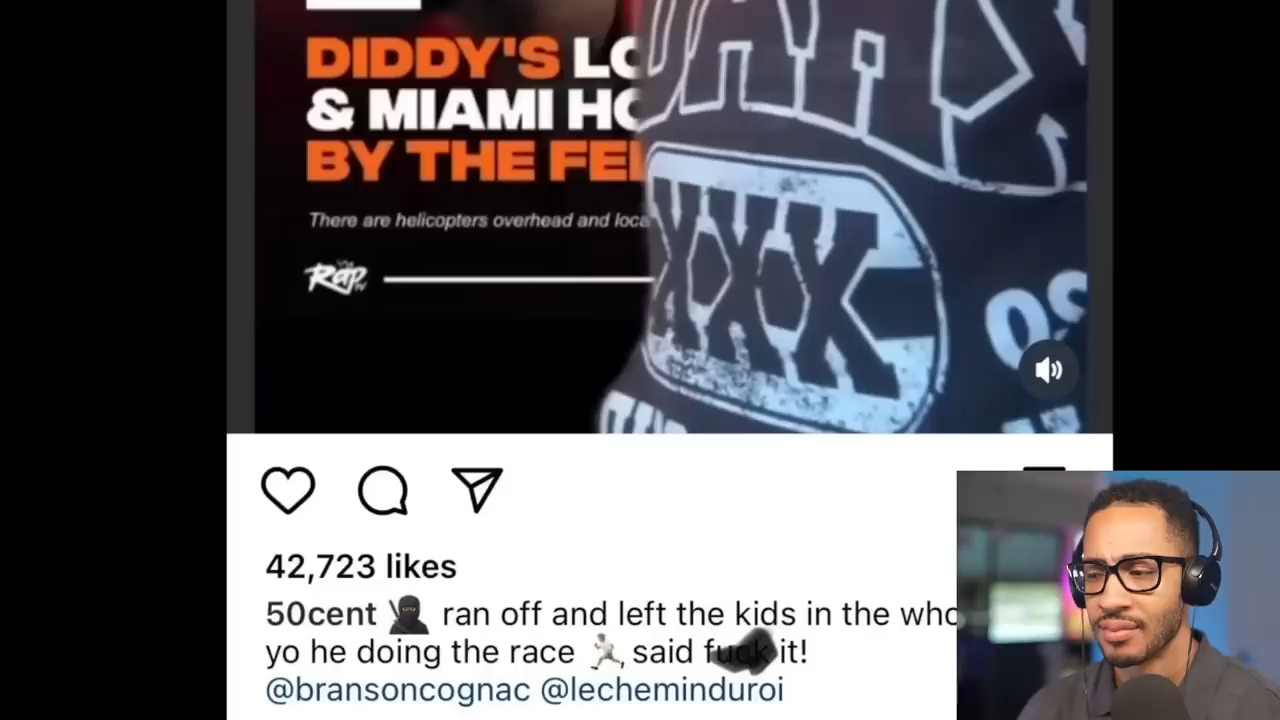 DIDDY'S LO
& MIAMI HO
BY THE FE
There are helicopters overhead and loca
Rap
XXX
42,723 likes
50cent 🥷 ran off and left the kids in the who
yo he doing the race 🏃 said fuck it!
@bransoncognac @lecheminduroi